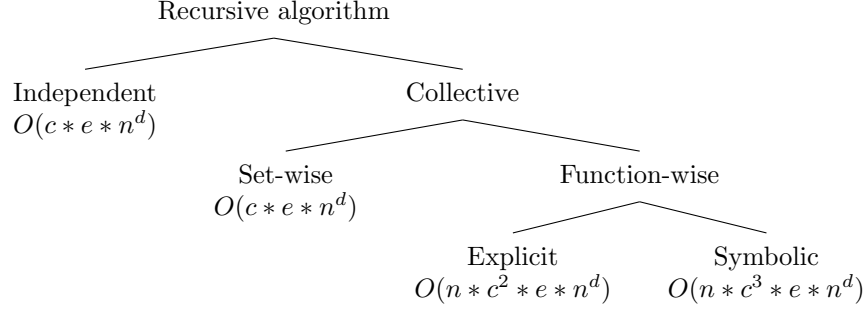 Recursive algorithm
Independent
O(c ∗ e ∗ n^d)
Collective
Set-wise
O(c ∗ e ∗ n^d)
Function-wise
Explicit
O(n ∗ c^2 ∗ e ∗ n^d)
Symbolic
O(n ∗ c^3 ∗ e ∗ n^d)